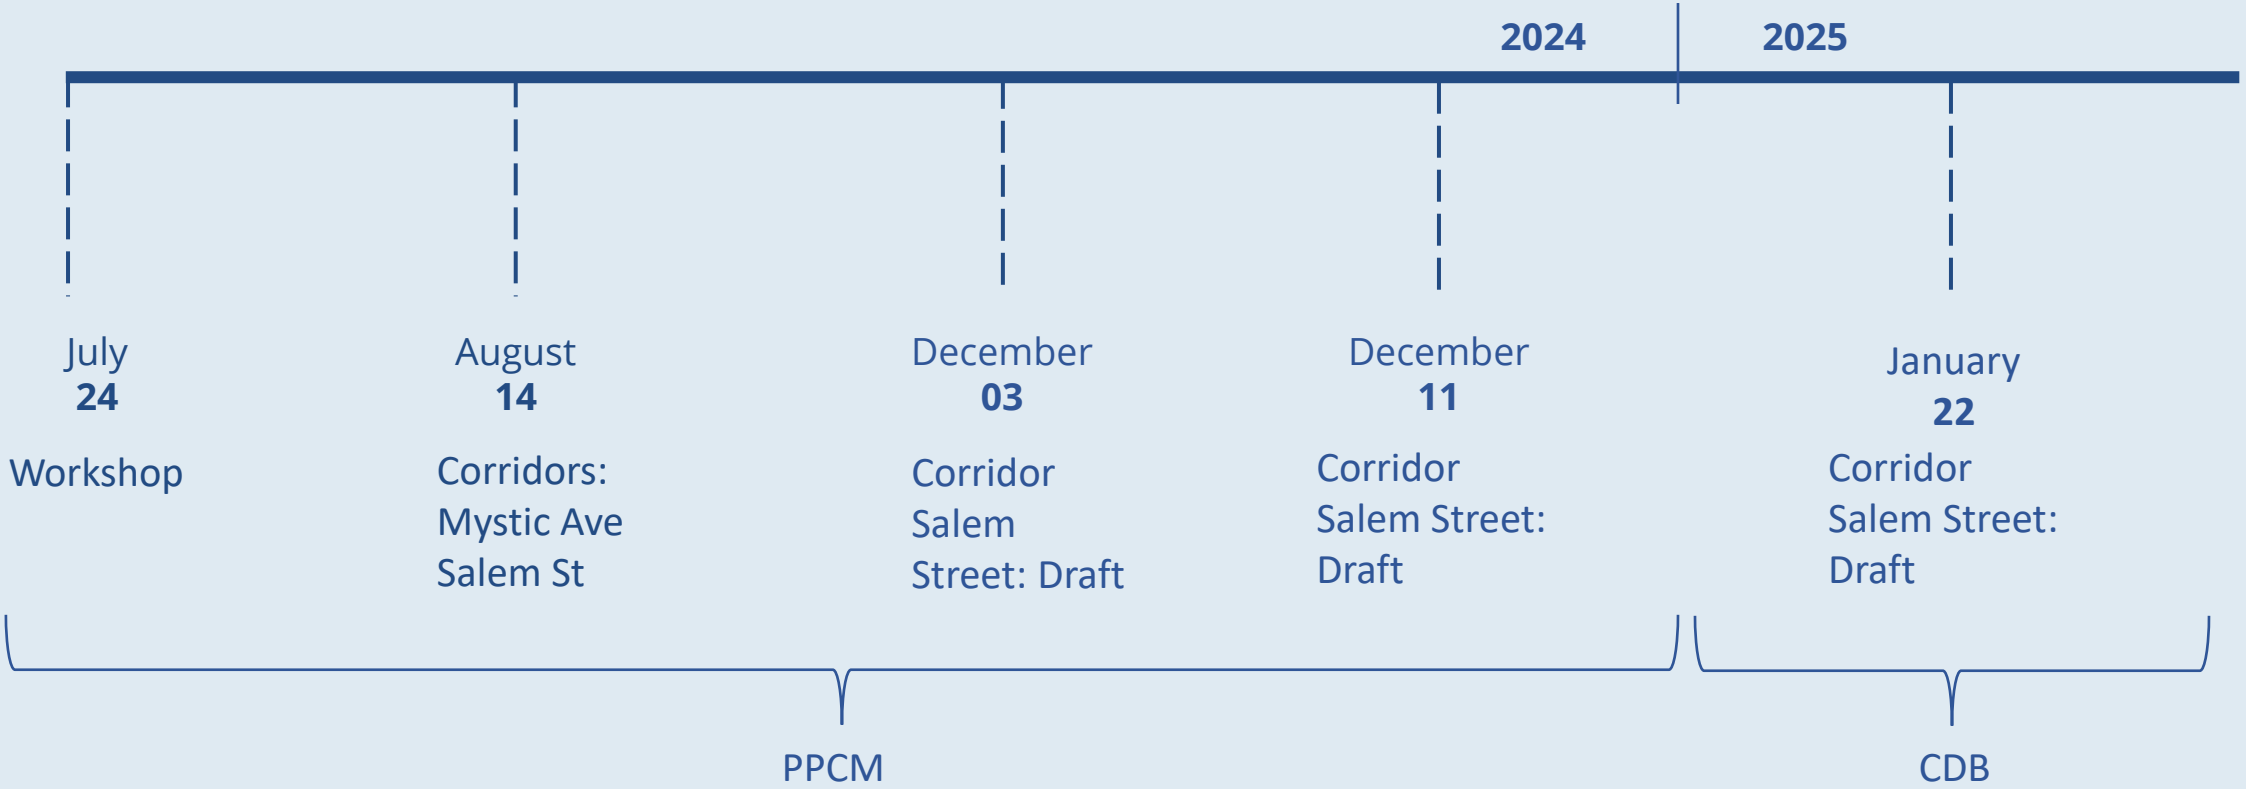 2024
2025
July
24
Workshop
August
14
Corridors:
Mystic Ave
Salem St
December
03
Corridor
Salem
Street: Draft
December
11
Corridor
Salem Street:
Draft
January
22
Corridor
Salem Street:
Draft
PPCM
CDB